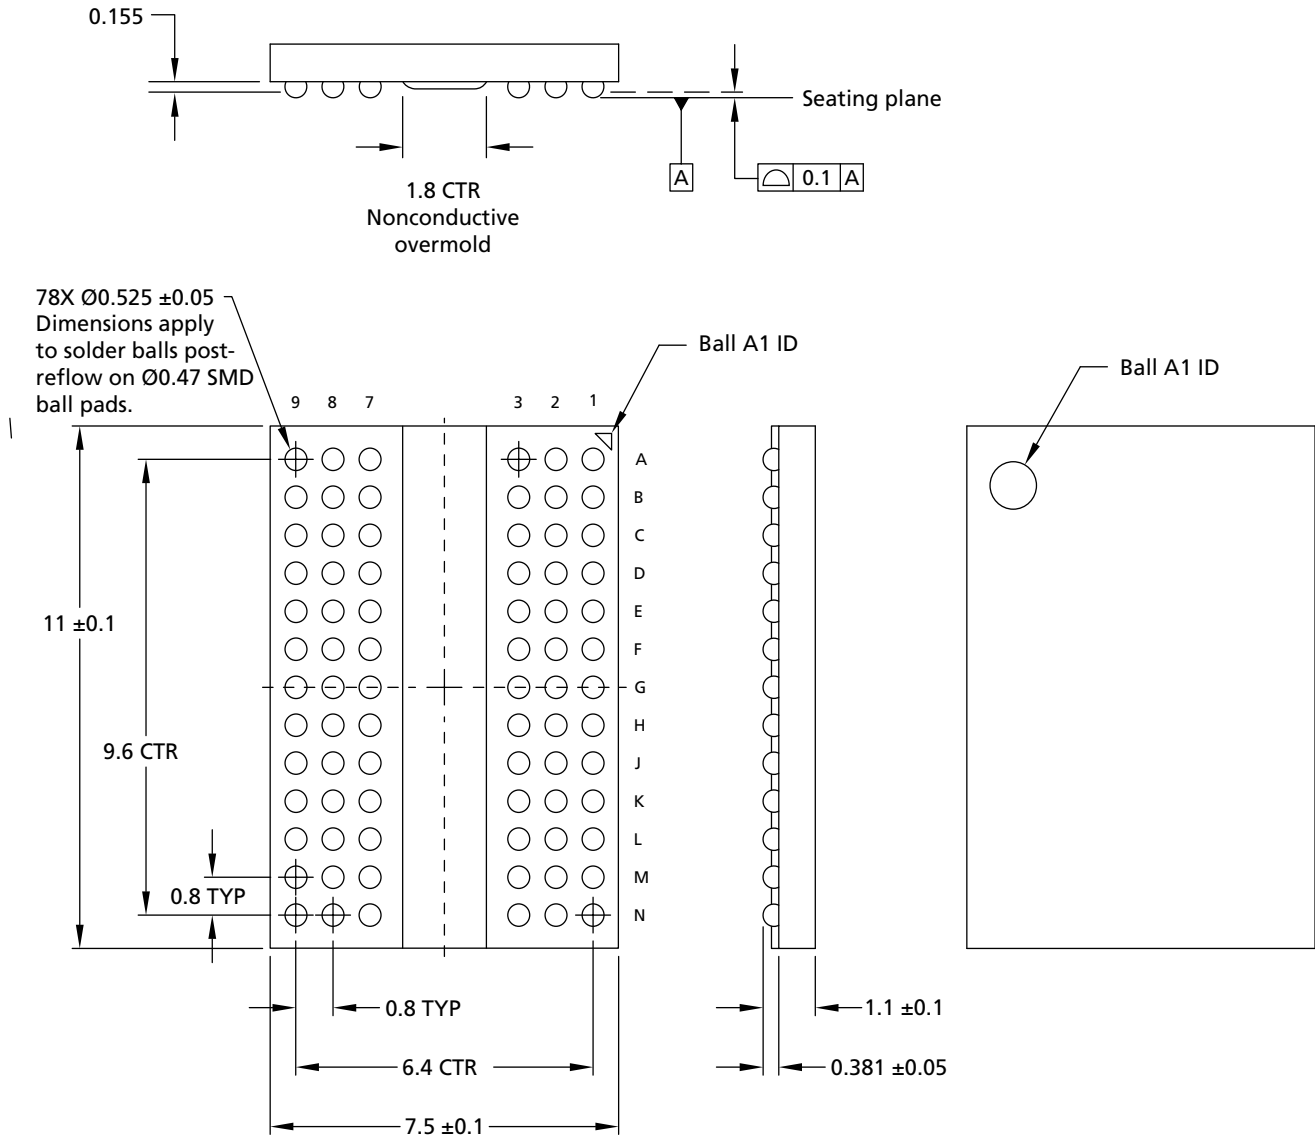 0.155
Seating plane
A
0.1 A
1.8 CTR
Nonconductive
overmold
78X Ø0.525 ±0.05
Dimensions apply
to solder balls post-
reflow on Ø0.47 SMD
ball pads.
Ball A1 ID
Ball A1 ID
9 8 7 3 2 1
A
B
C
D
E
F
G
H
J
K
L
M
N
11 ±0.1
9.6 CTR
0.8 TYP
0.8 TYP
1.1 ±0.1
6.4 CTR
0.381 ±0.05
7.5 ±0.1